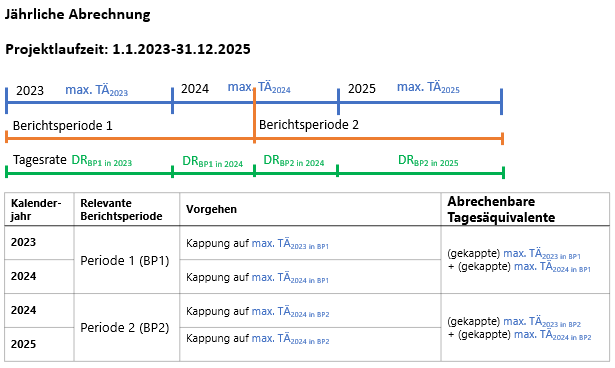 Jährliche Abrechnung
Projektlaufzeit: 1.1.2023-31.12.2025
2023 max. TÄ2023 2024 max. TÄ2024 2025 max. TÄ2025
Berichtsperiode 1 Berichtsperiode 2
Tagesrate DRBP1 in 2023 DRBP1 in 2024 DRBP2 in 2024 DRBP2 in 2025
Kalender-
jahr
Relevante
Berichtsperiode
Vorgehen
Abrechenbare
Tagesäquivalente
2023
Periode 1 (BP1)
Kappung auf max. TÄ2023 in BP1
(gekappte) max. TÄ2023 in BP1
+ (gekappte) max. TÄ2024 in BP1
2024
Kappung auf max. TÄ2024 in BP1
2024
Periode 2 (BP2)
Kappung auf max. TÄ2024 in BP2
(gekappte) max. TÄ2023 in BP2
+ (gekappte) max. TÄ2024 in BP2
2025
Kappung auf max. TÄ2024 in BP2